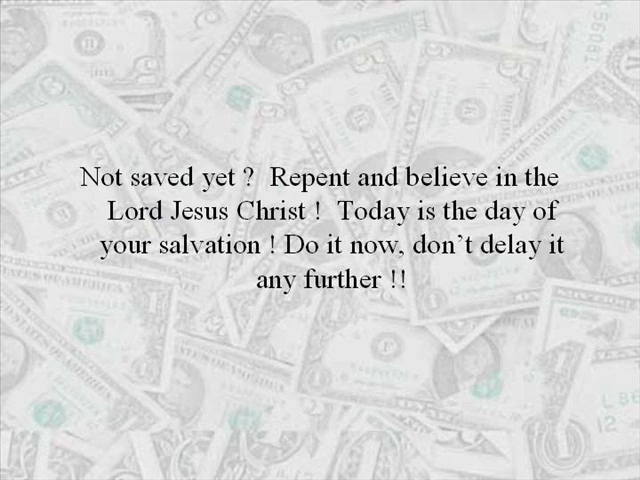 Not saved yet ?  Repent and believe in the
Lord Jesus Christ !  Today is the day of
your salvation ! Do it now, don’t delay it
any further !!